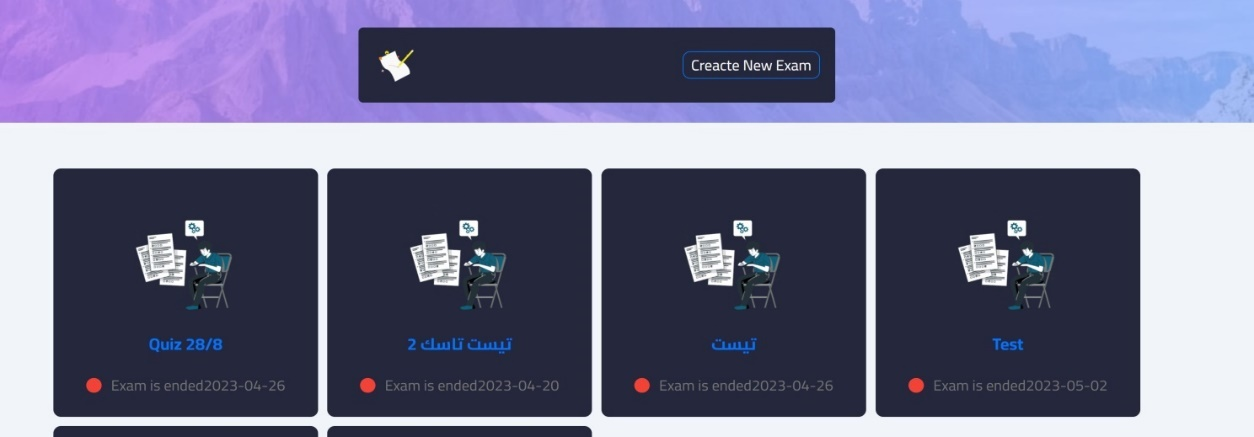 Creacte New Exam
Quiz 28/8
Exam is ended2023-04-26
تيست تاسك 2
Exam is ended2023-04-20
تيست
Exam is ended2023-04-26
Test
Exam is ended2023-05-02